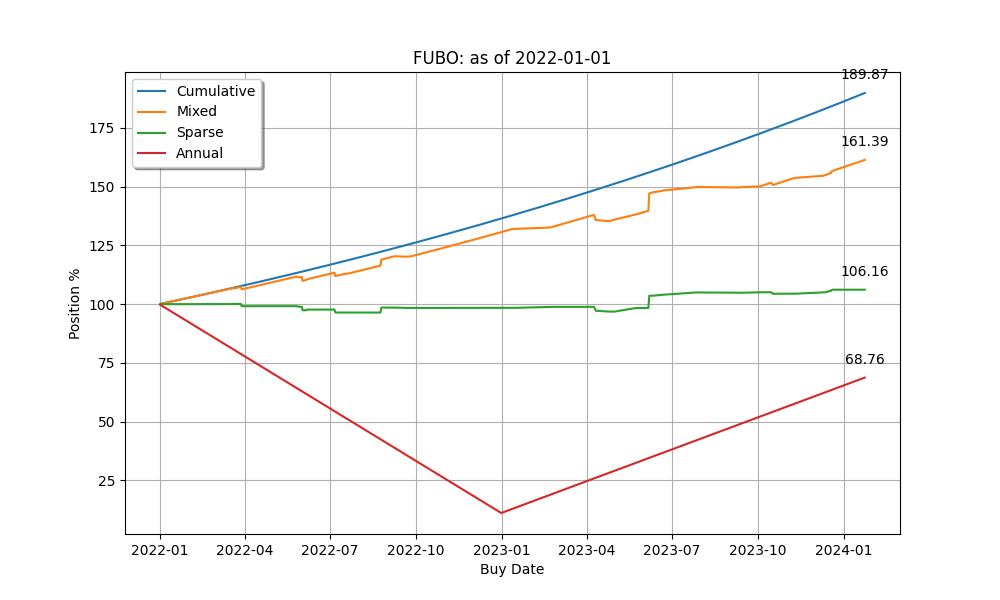 FUBO: as of 2022-01-01
Cumulative
Mixed
Sparse
Annual
189.87
161.39
106.16
68.76
175
150
125
100
75
50
25
Position %
2022-01 2022-04 2022-07 2022-10 2023-01 2023-04 2023-07 2023-10 2024-01
Buy Date